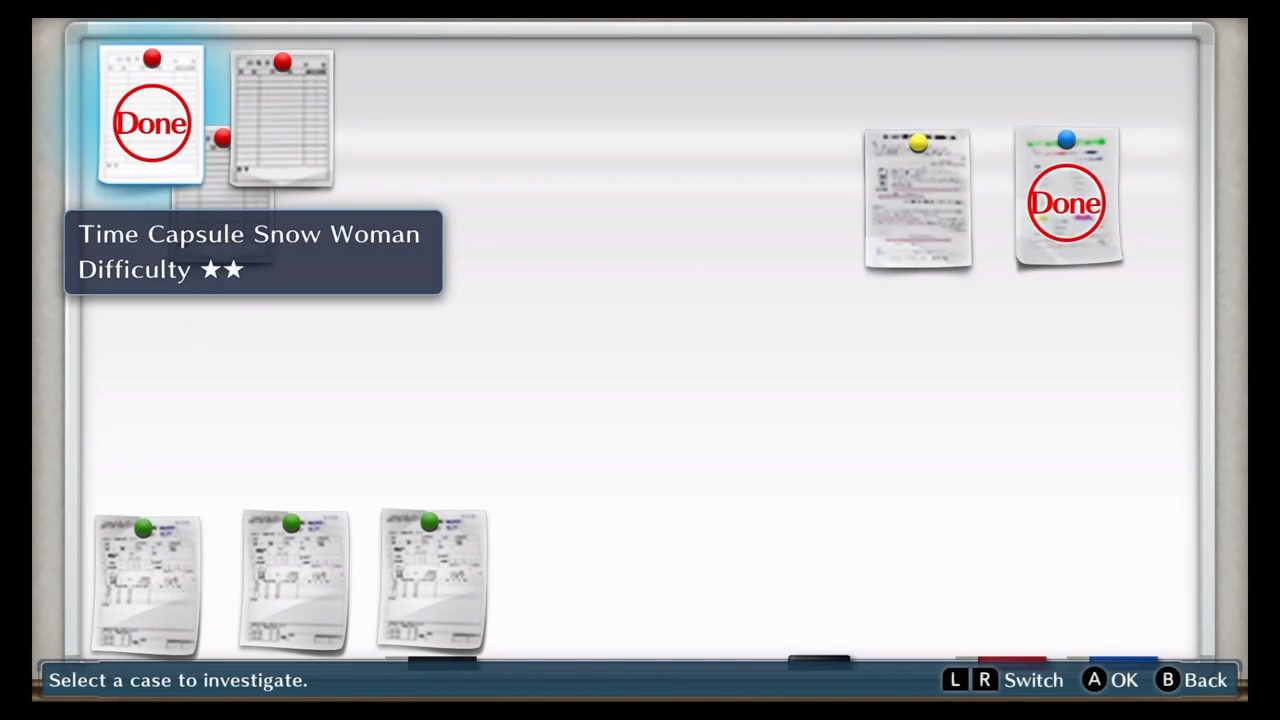 Done
Time Capsule Snow Woman
Difficulty ★★
Done
Select a case to investigate.
L R Switch A OK B Back